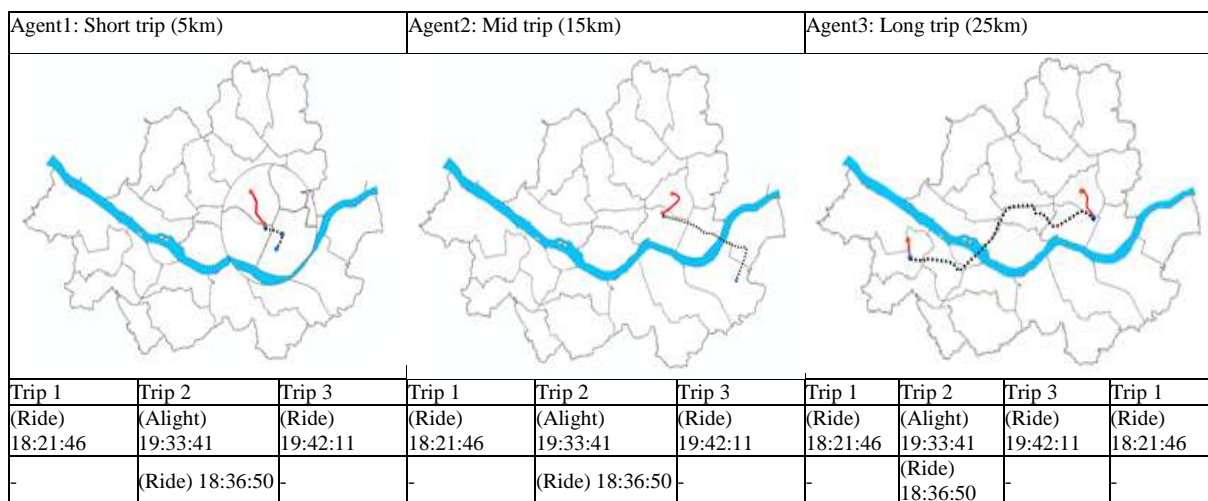 Agent1: Short trip (5km) Agent2: Mid trip (15km) Agent3: Long trip (25km)
Trip 1 Trip 2 Trip 3 Trip 1 Trip 2 Trip 3 Trip 1 Trip 2 Trip 3 Trip 1
(Ride) (Alight) (Ride) (Ride) (Alight) (Ride) (Ride) (Alight) (Ride) (Ride)
18:21:46 19:33:41 19:42:11 18:21:46 19:33:41 19:42:11 18:21:46 19:33:41 19:42:11 18:21:46
- (Ride) 18:36:50 - - (Ride) 18:36:50 - - (Ride) - -
18:36:50